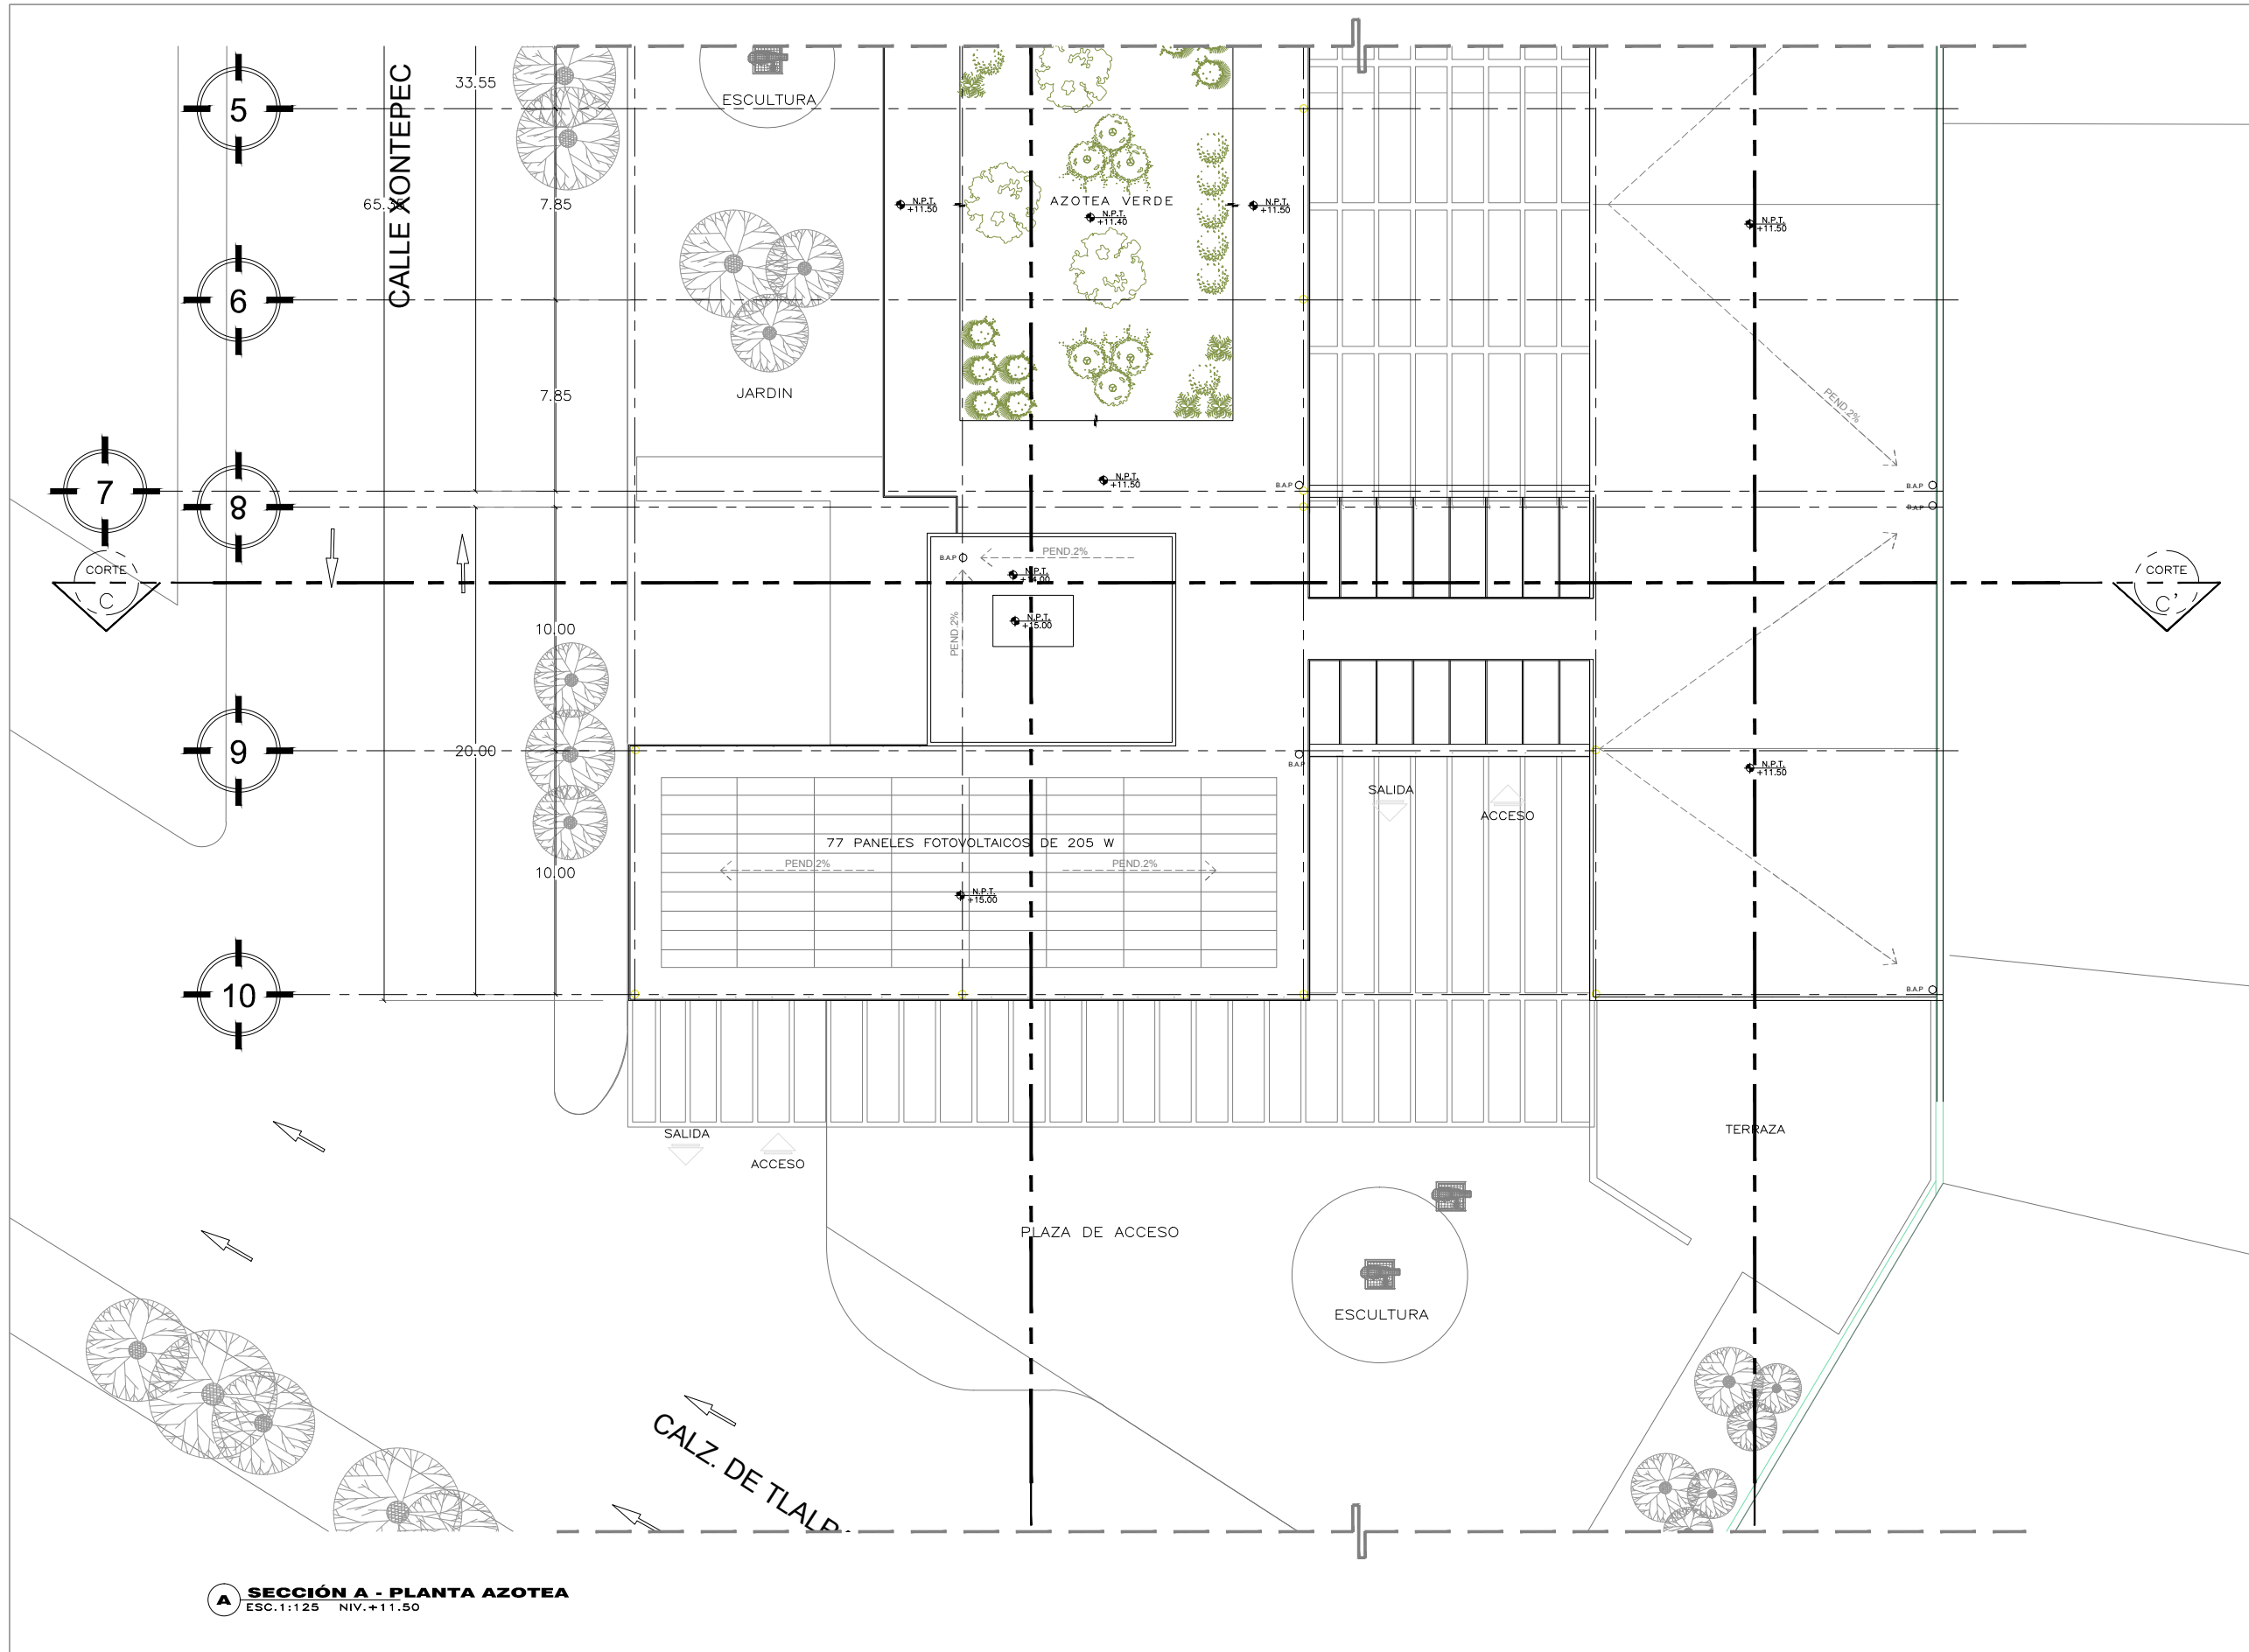 5
33.55
CALLE XONTEPEC
ESCULTURA
65.35
7.85
N.P.T.
+11.50
AZOTEA VERDE
N.P.T.
+11.40
N.P.T.
+11.50
N.P.T.
+11.50
6
7.85
JARDIN
PEND.2%
7
8
N.P.T.
+11.50
B.A.P
B.A.P
B.A.P
CORTE
C
B.A.P
PEND.2%
N.P.T.
+14.00
CORTE
C'
PEND.2%
N.P.T.
+15.00
10.00
9
20.00
B.A.P
N.P.T.
+11.50
SALIDA
ACCESO
77 PANELES FOTOVOLTAICOS DE 205 W
PEND.2%
PEND.2%
10.00
N.P.T.
+15.00
10
B.A.P
SALIDA
ACCESO
TERRAZA
PLAZA DE ACCESO
ESCULTURA
CALZ. DE TLALP
A
SECCIÓN A - PLANTA AZOTEA
ESC.1:125 NIV.+11.50